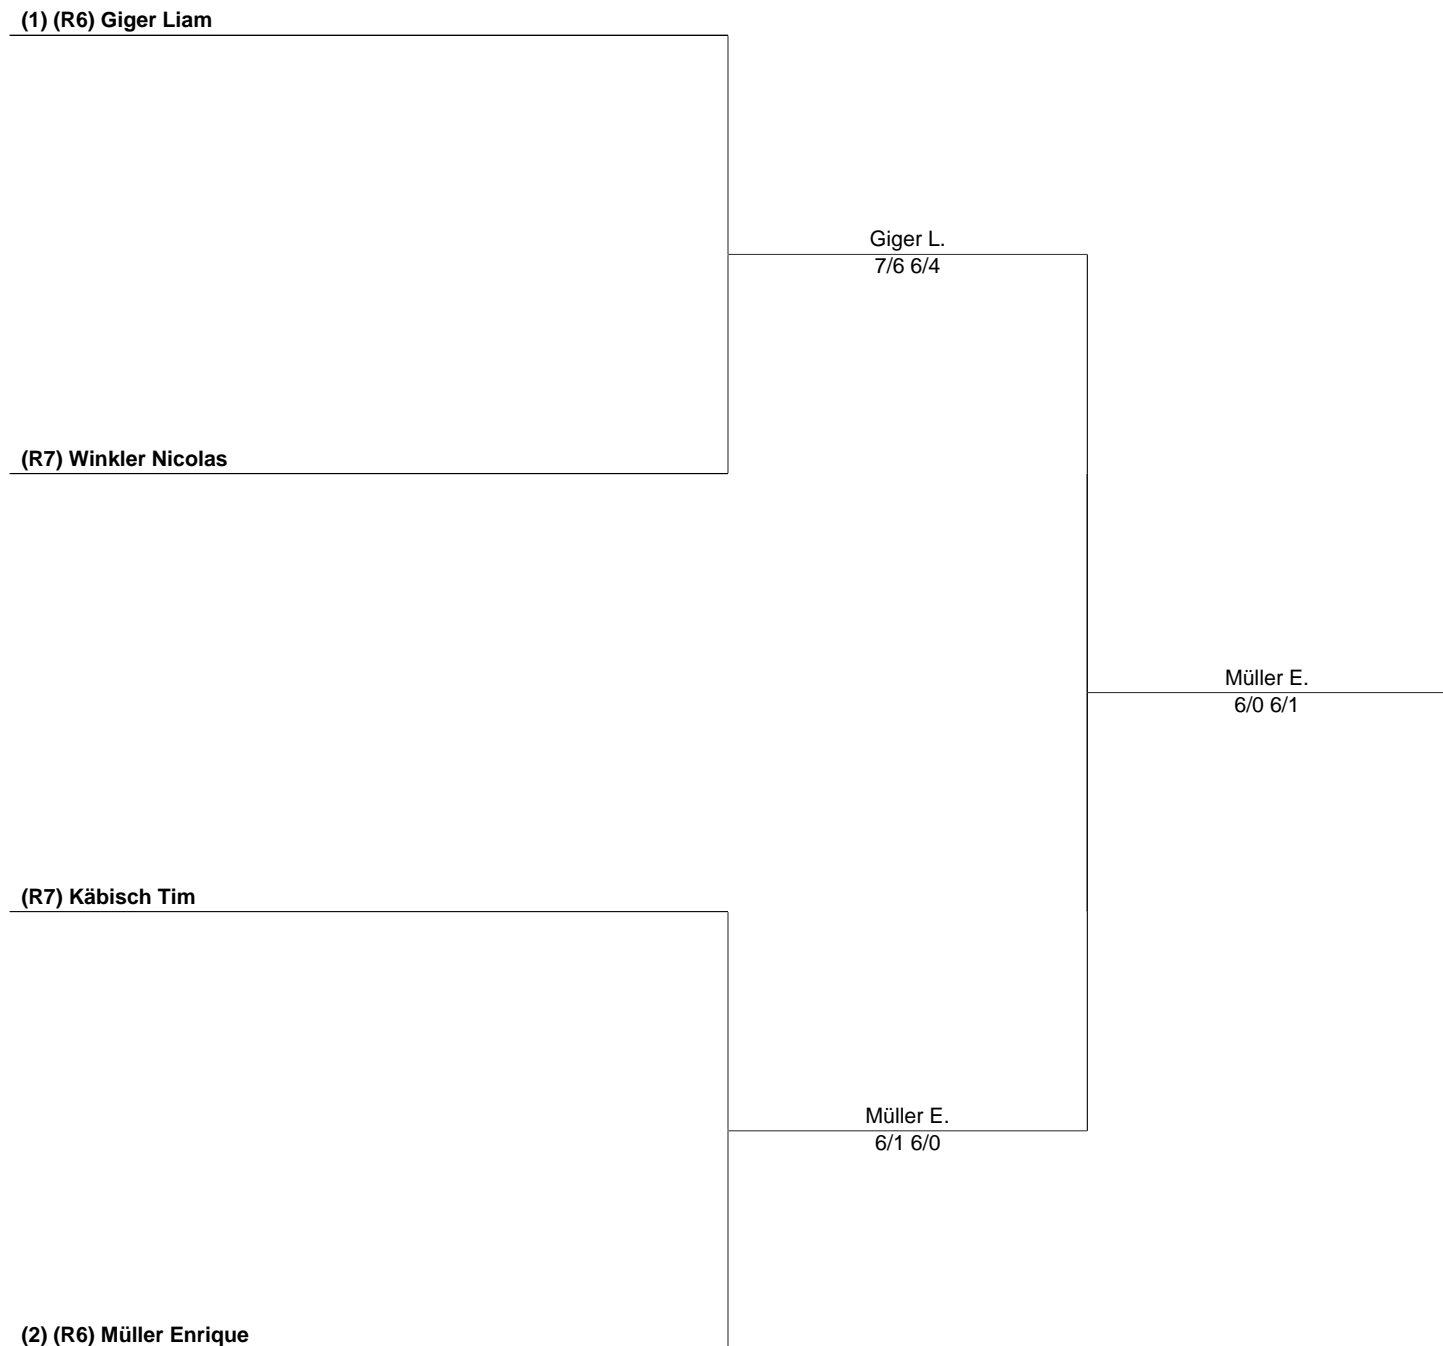 (1) (R6) Giger Liam
Giger L.
7/6 6/4
(R7) Winkler Nicolas
Müller E.
6/0 6/1
(R7) Käbisch Tim
Müller E.
6/1 6/0
(2) (R6) Müller Enrique